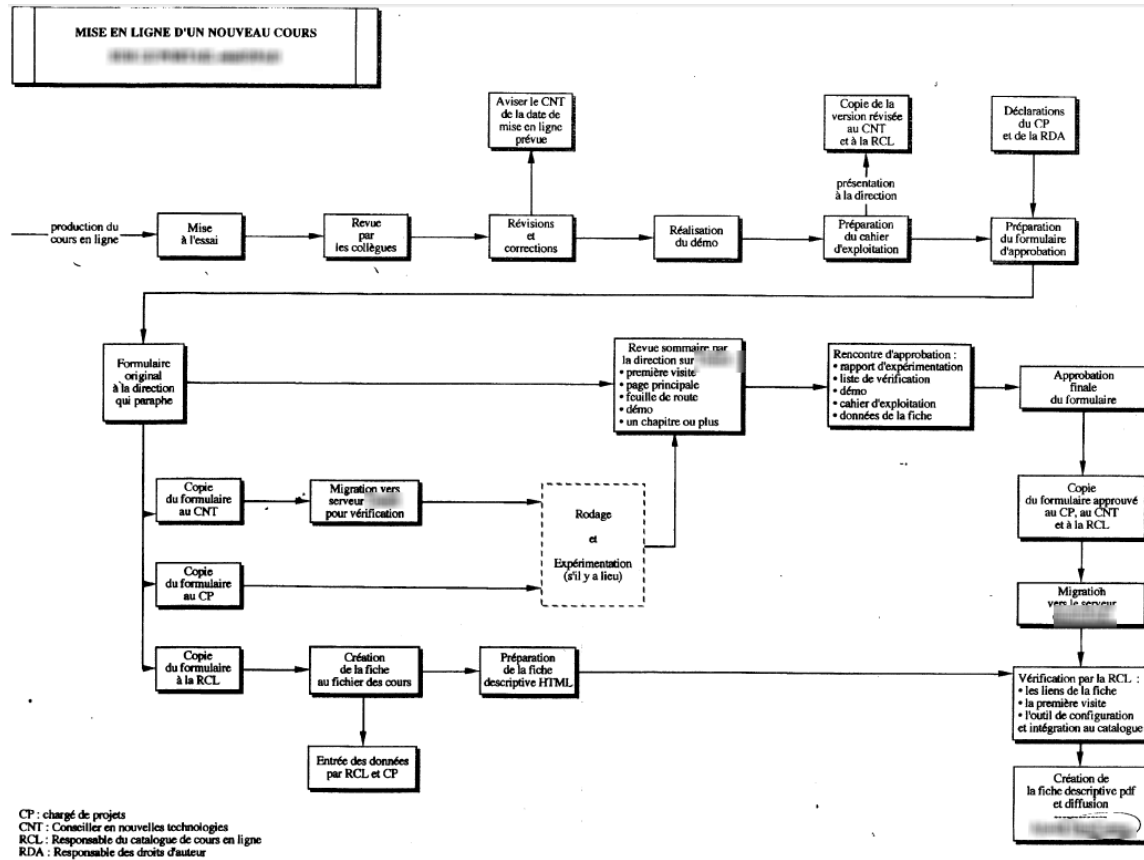 MISE EN LIGNE D'UN NOUVEAU COURS
Aviser le CNT
de la date de
mise en ligne
prévue
Copie de la
version révisée
au CNT
et à la RCL
Déclarations
du CP
et de la RDA
présentation
à la direction
production du
cours en ligne
Mise
à l'essai
Revue
par
les collègues
Révisions
et
corrections
Réalisation
du démo
Préparation
du cahier
d'exploitation
Préparation
du formulaire
d'approbation
Formulaire
original
à la direction
qui paraphe
Revue sommaire par
la direction sur
• première visite
• page principale
• feuille de route
• démo
• un chapitre ou plus
Rencontre d'approbation :
• rapport d'expérimentation
• liste de vérification
• démo
• cahier d'exploitation
• données de la fiche
Approbation
finale
du formulaire
Copie
du formulaire
au CNT
Migration vers
serveur
pour vérification
Rodage
et
Expérimentation
(s'il y a lieu)
Copie
du formulaire approuvé
au CP, au CNT
et à la RCL
Copie
du formulaire
au CP
Migration
vers le serveur
Copie
du formulaire
à la RCL
Création
de la fiche
au fichier des cours
Préparation
de la fiche
descriptive HTML
Vérification par la RCL :
• les liens de la fiche
• la première visite
• l'outil de configuration
et intégration au catalogue
Entrée des données
par RCL et CP
Création de
la fiche descriptive pdf
et diffusion
CP : chargé de projets
CNT : Conseiller en nouvelles technologies
RCL : Responsable du catalogue de cours en ligne
RDA : Responsable des droits d'auteur